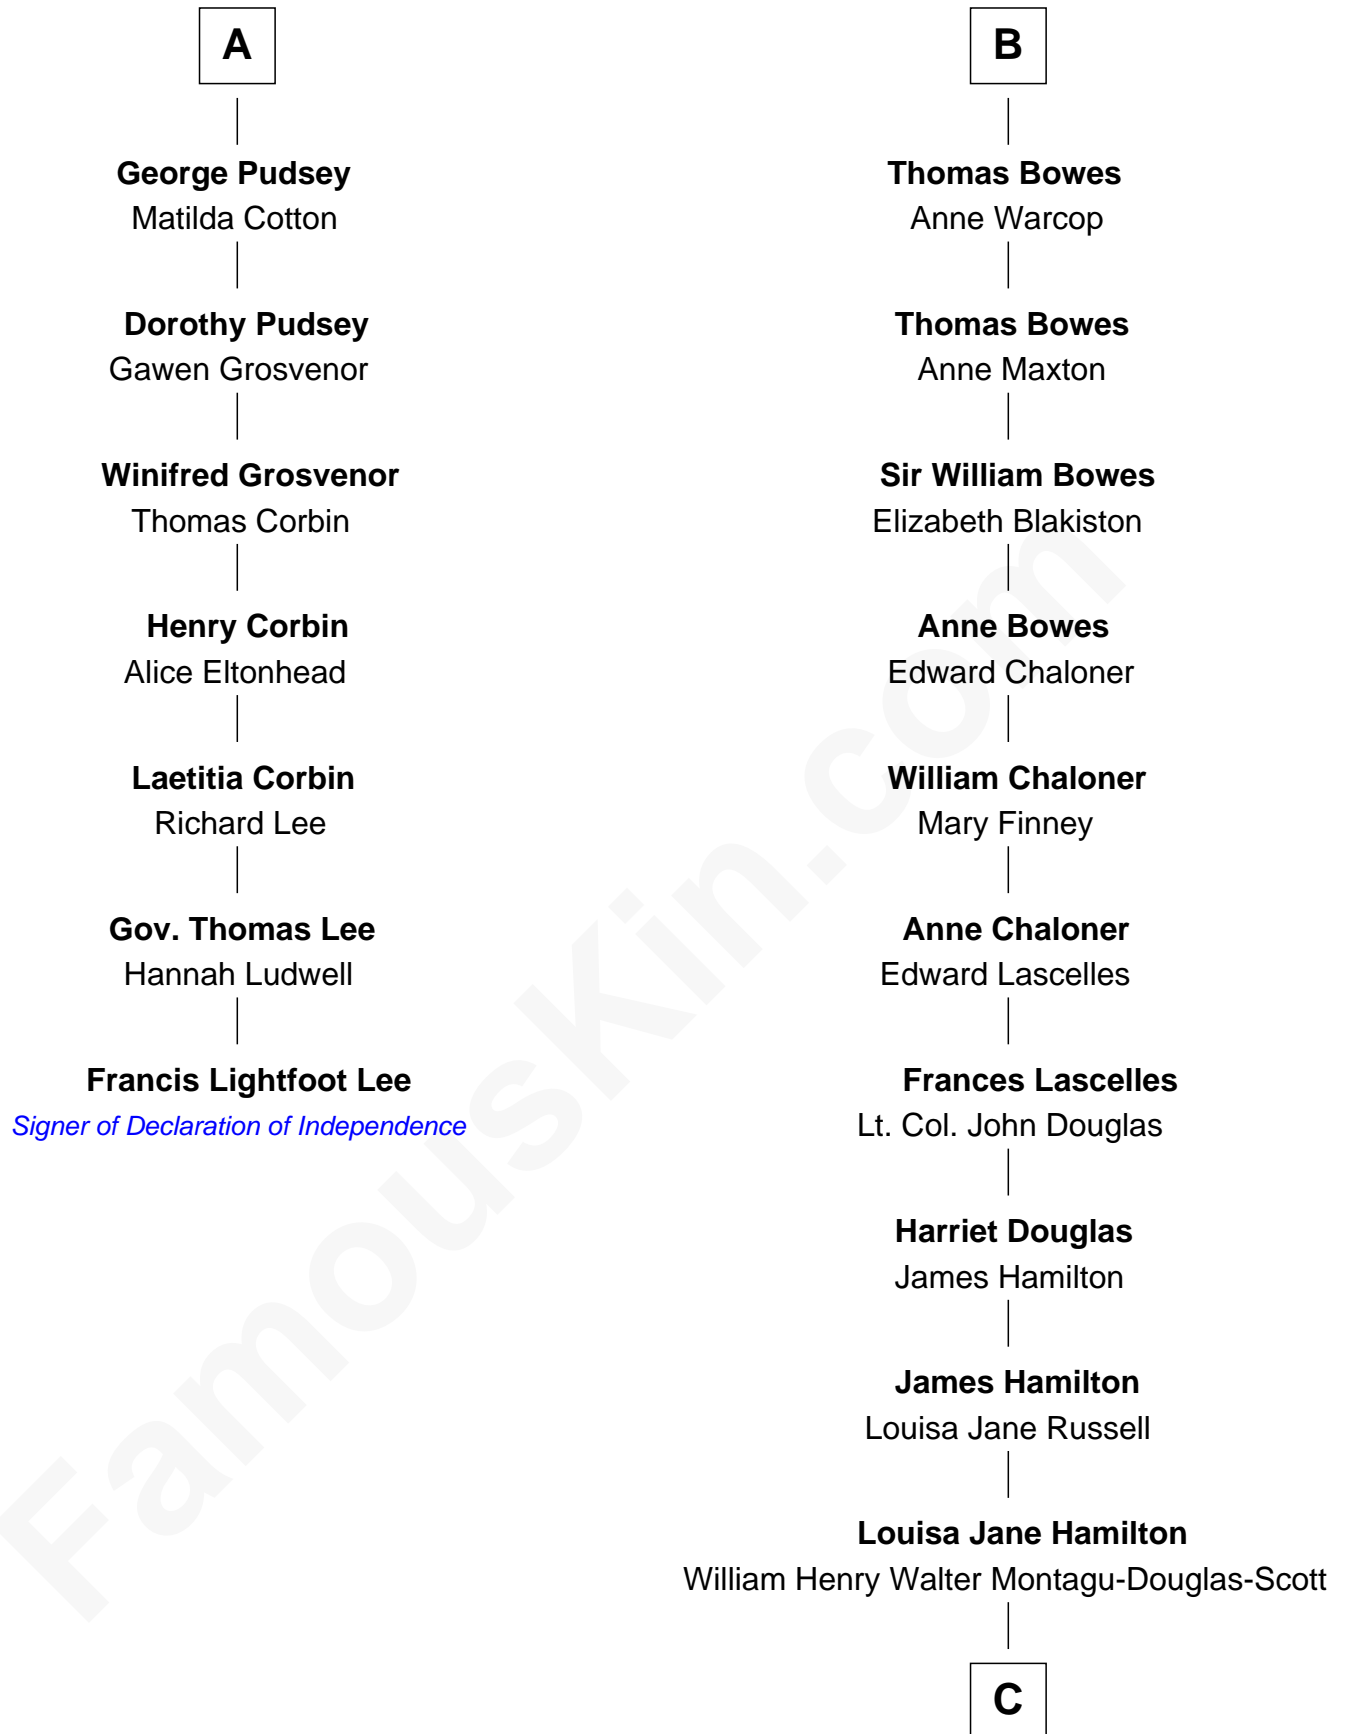 A
George Pudsey
Matilda Cotton
Dorothy Pudsey
Gawen Grosvenor
Winifred Grosvenor
Thomas Corbin
Henry Corbin
Alice Eltonhead
Laetitia Corbin
Richard Lee
Gov. Thomas Lee
Hannah Ludwell
Francis Lightfoot Lee
Signer of Declaration of Independence
B
Thomas Bowes
Anne Warcop
Thomas Bowes
Anne Maxton
Sir William Bowes
Elizabeth Blakiston
Anne Bowes
Edward Chaloner
William Chaloner
Mary Finney
Anne Chaloner
Edward Lascelles
Frances Lascelles
Lt. Col. John Douglas
Harriet Douglas
James Hamilton
James Hamilton
Louisa Jane Russell
Louisa Jane Hamilton
William Henry Walter Montagu-Douglas-Scott
C
FamousKin.com